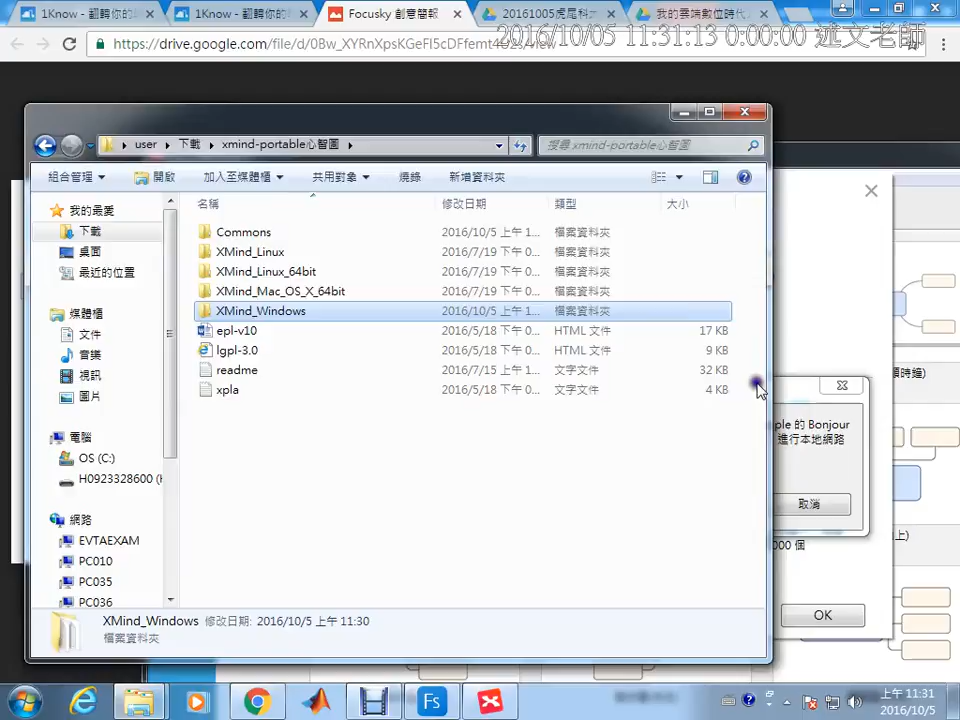 1Know - 翻轉你的
1Know - 翻轉你的
Focusky 創意簡報
20161005虎尾科
我的雲端數位時代
https://drive.google.com/file/d/0Bw_XYRnXpsKGeFl5cDFfemt4
2016/10/05 11:31:13 0:00:00 述文老師
user 下載 xmind-portable心智圖
搜尋 xmind-portable心智圖
組合管理 開啟 加入至媒體櫃 共用對象 燒錄 新增資料夾
名稱 修改日期 類型 大小
我的最愛
下載
桌面
最近的位置
媒體櫃
文件
音樂
視訊
圖片
電腦
OS (C:)
H0923328600 (H
網路
EVTAEXAM
PC010
PC035
PC036
Commons 2016/10/5 上午 1... 檔案資料夾
XMind_Linux 2016/7/19 下午 0... 檔案資料夾
XMind_Linux_64bit 2016/7/19 下午 0... 檔案資料夾
XMind_Mac_OS_X_64bit 2016/7/19 下午 0... 檔案資料夾
XMind_Windows 2016/10/5 上午 1... 檔案資料夾
epl-v10 2016/5/18 下午 0... HTML 文件 17 KB
lgpl-3.0 2016/5/18 下午 0... HTML 文件 9 KB
readme 2016/7/15 下午 1... 文字文件 32 KB
xpla 2016/5/18 下午 0... 文字文件 4 KB
XMind_Windows 修改日期: 2016/10/5 上午 11:30
檔案資料夾
順時鐘)
ple 的 Bonjour
進行本地網路
取消
000 個
上)
OK
Fs
上午 11:31
2016/10/5